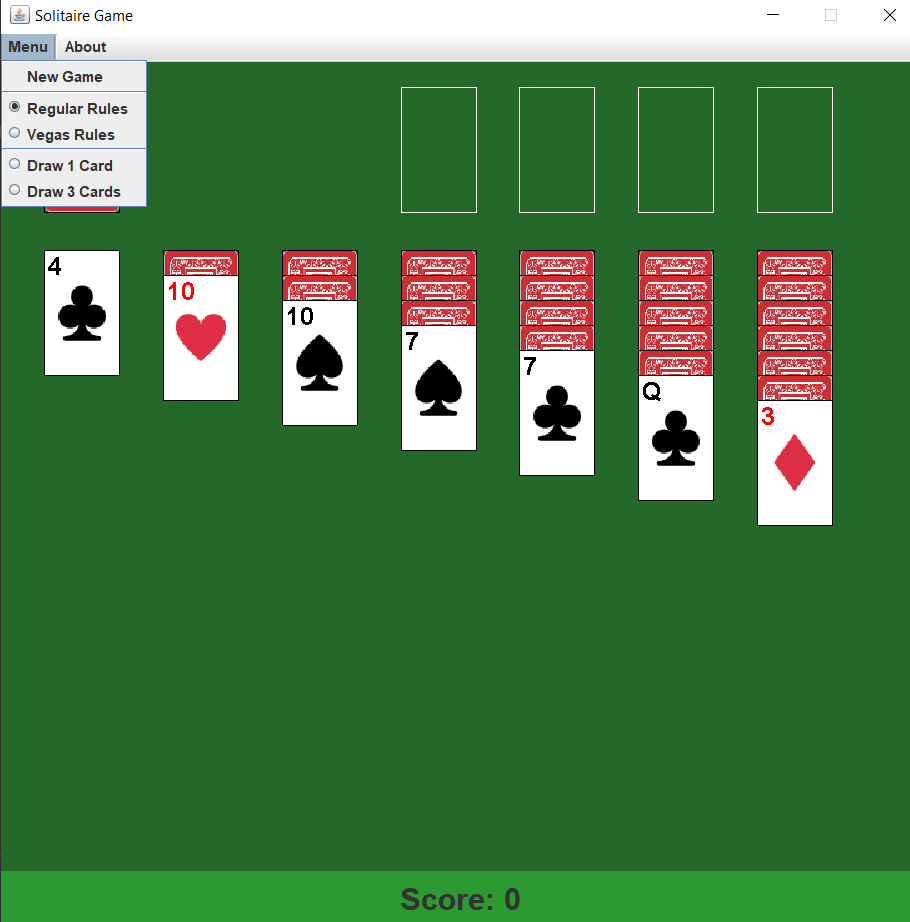 Solitaire Game
Menu About
New Game
Regular Rules
Vegas Rules
Draw 1 Card
Draw 3 Cards
4
10
10
7
7
Q
3
Score: 0